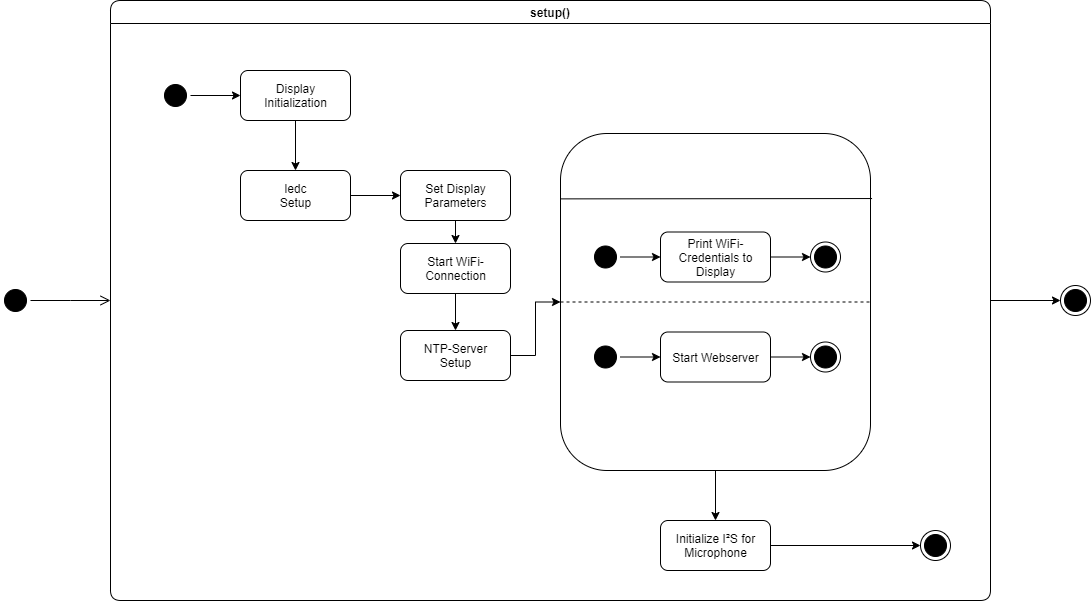 setup()
Display
Initialization
ledc
Setup
Set Display
Parameters
Start WiFi-
Connection
NTP-Server
Setup
Print WiFi-
Credentials to
Display
Start Webserver
Initialize I²S for
Microphone